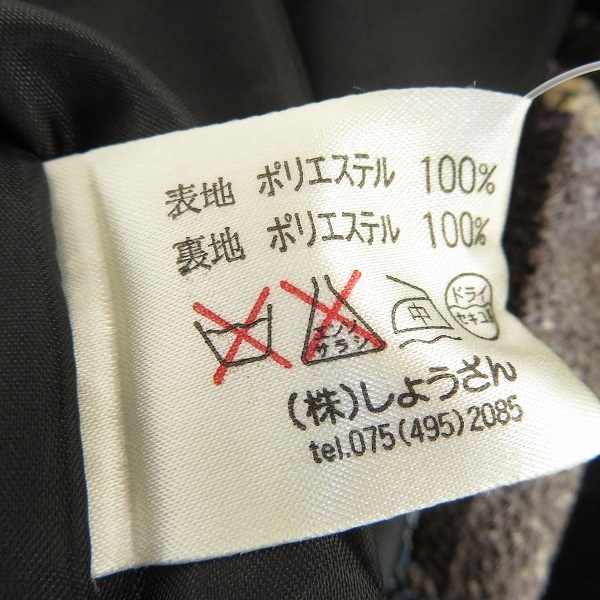 表地 ポリエステル 100%
裏地 ポリエステル 100%
エンソ サラシ 中 ドライ セキユ系
(株)しょうざん
tel.075(495)2085